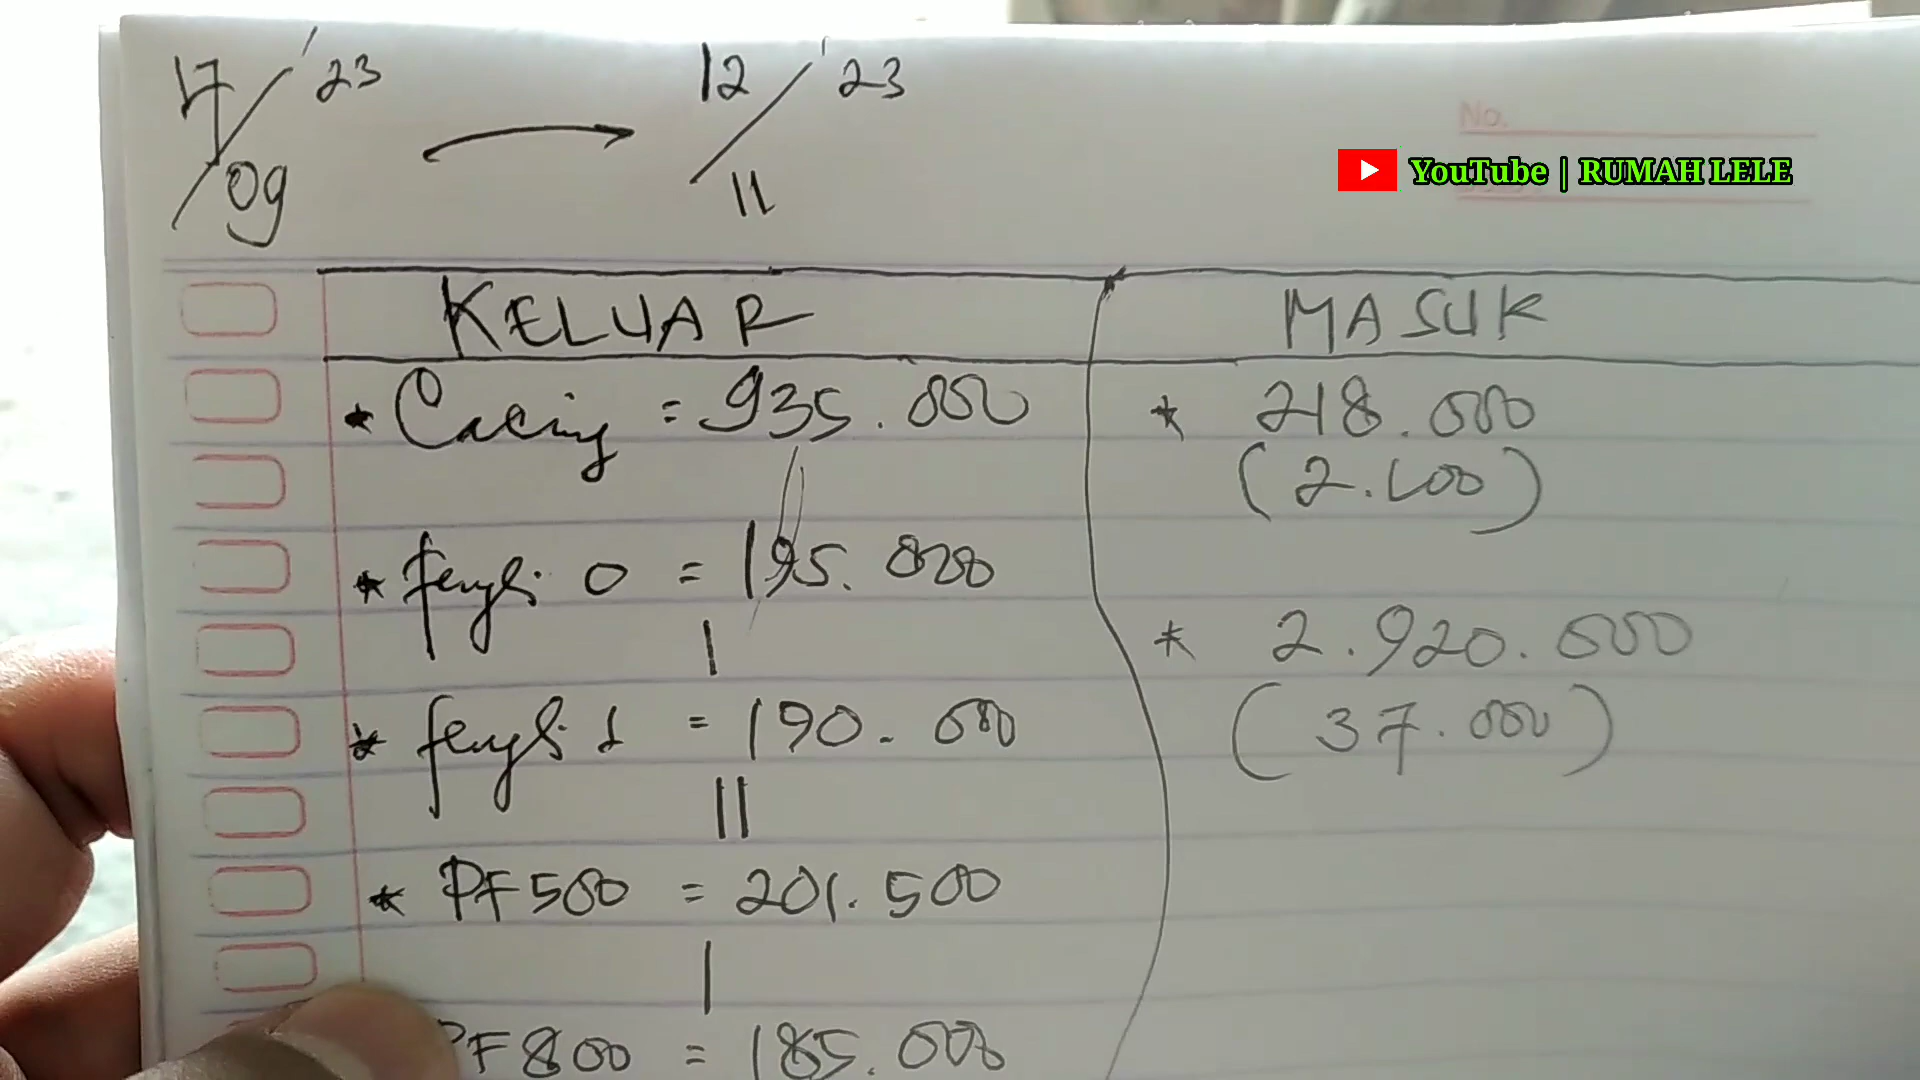 17/09 '23 → 12/11 '23
No.
YouTube | RUMAH LELE
KELUAR MASUK
* Cacing = 935.000 * 218.000
(2.100)
* fengli 0 = 195.000
| * 2.920.000
* fengli 1 = 190.000 (37.000)
||
* PF500 = 201.500
|
PF800 = 185.000